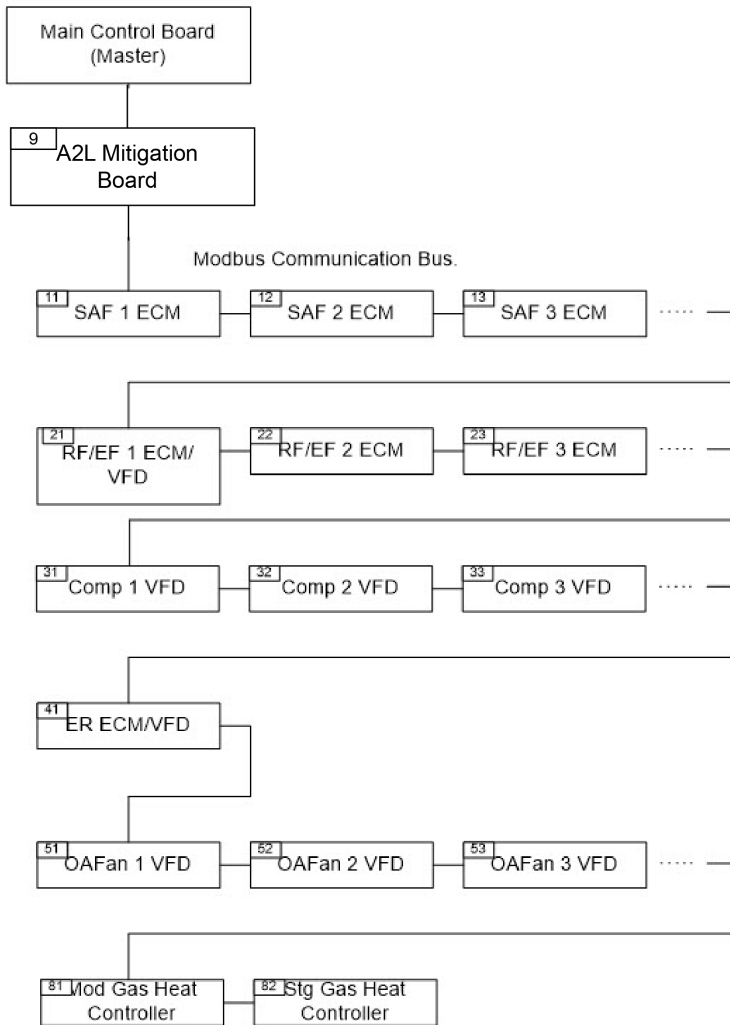 Main Control Board
(Master)
9
A2L Mitigation
Board
Modbus Communication Bus.
11
SAF 1 ECM
12
SAF 2 ECM
13
SAF 3 ECM
.....
21
RF/EF 1 ECM/
VFD
22
RF/EF 2 ECM
23
RF/EF 3 ECM
.....
31
Comp 1 VFD
32
Comp 2 VFD
33
Comp 3 VFD
.....
41
ER ECM/VFD
51
OAFan 1 VFD
52
OAFan 2 VFD
53
OAFan 3 VFD
.....
81
Mod Gas Heat
Controller
82
Stg Gas Heat
Controller